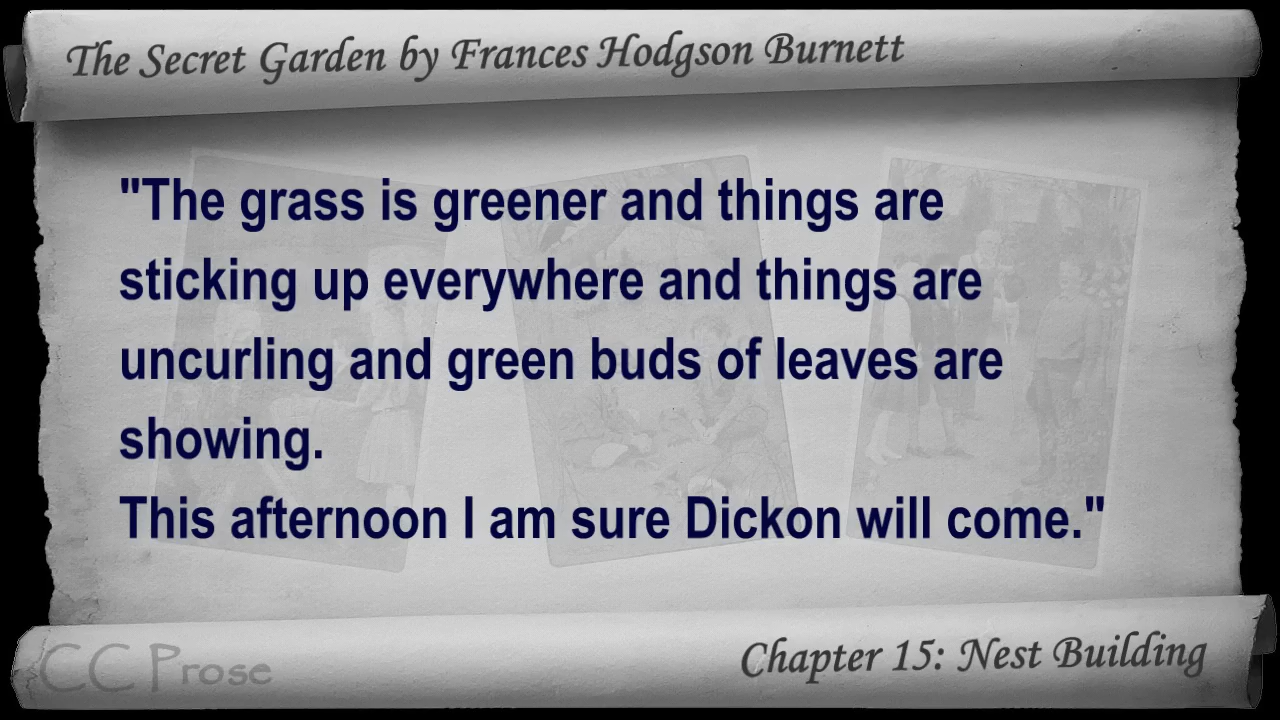 The Secret Garden by Frances Hodgson Burnett
"The grass is greener and things are
sticking up everywhere and things are
uncurling and green buds of leaves are
showing.
This afternoon I am sure Dickon will come."
CC Prose
Chapter 15: Nest Building